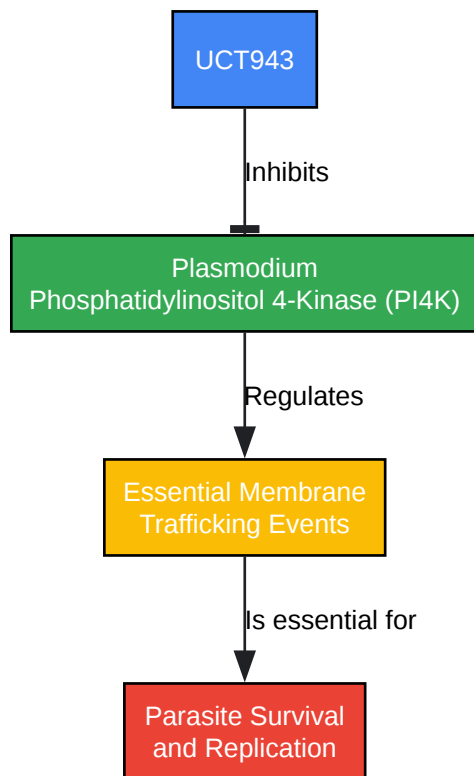 UCT943
Inhibits
Plasmodium
Phosphatidylinositol 4-Kinase (PI4K)
Regulates
Essential Membrane
Trafficking Events
Is essential for
Parasite Survival
and Replication